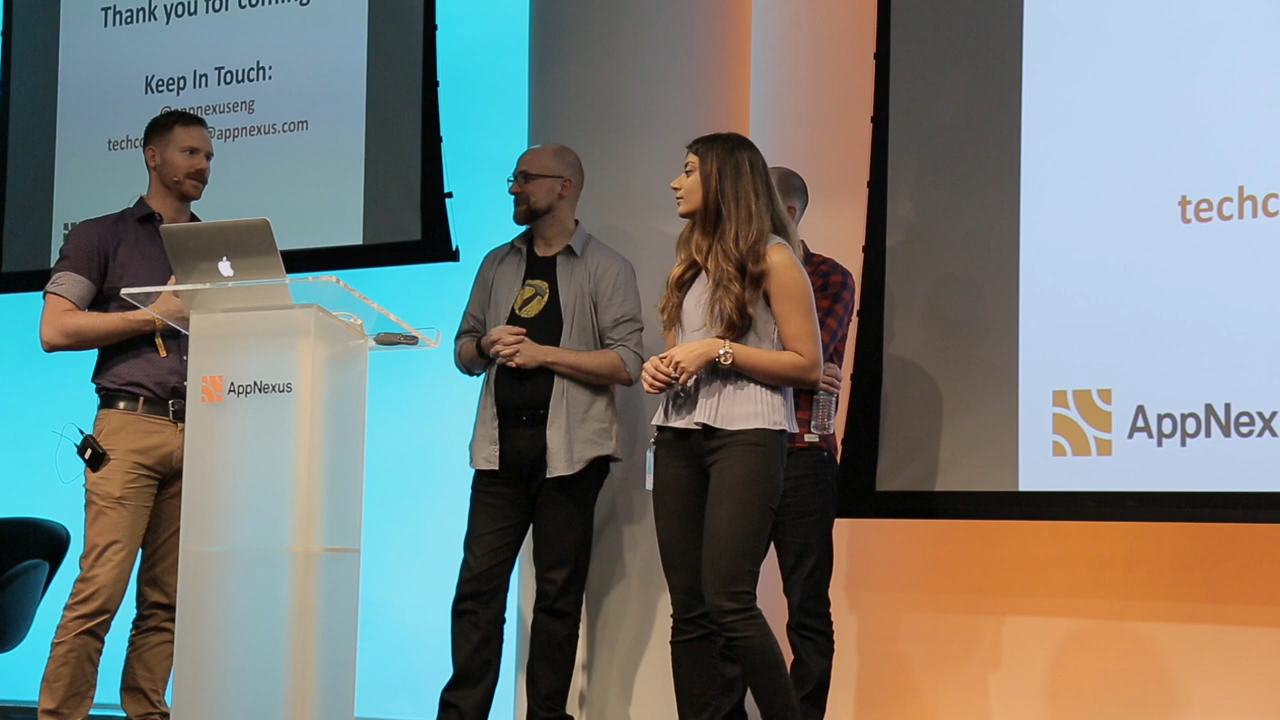 Thank you for coming
Keep In Touch:
@appnexuseng
techc @appnexus.com
AppNexus
techc
AppNex